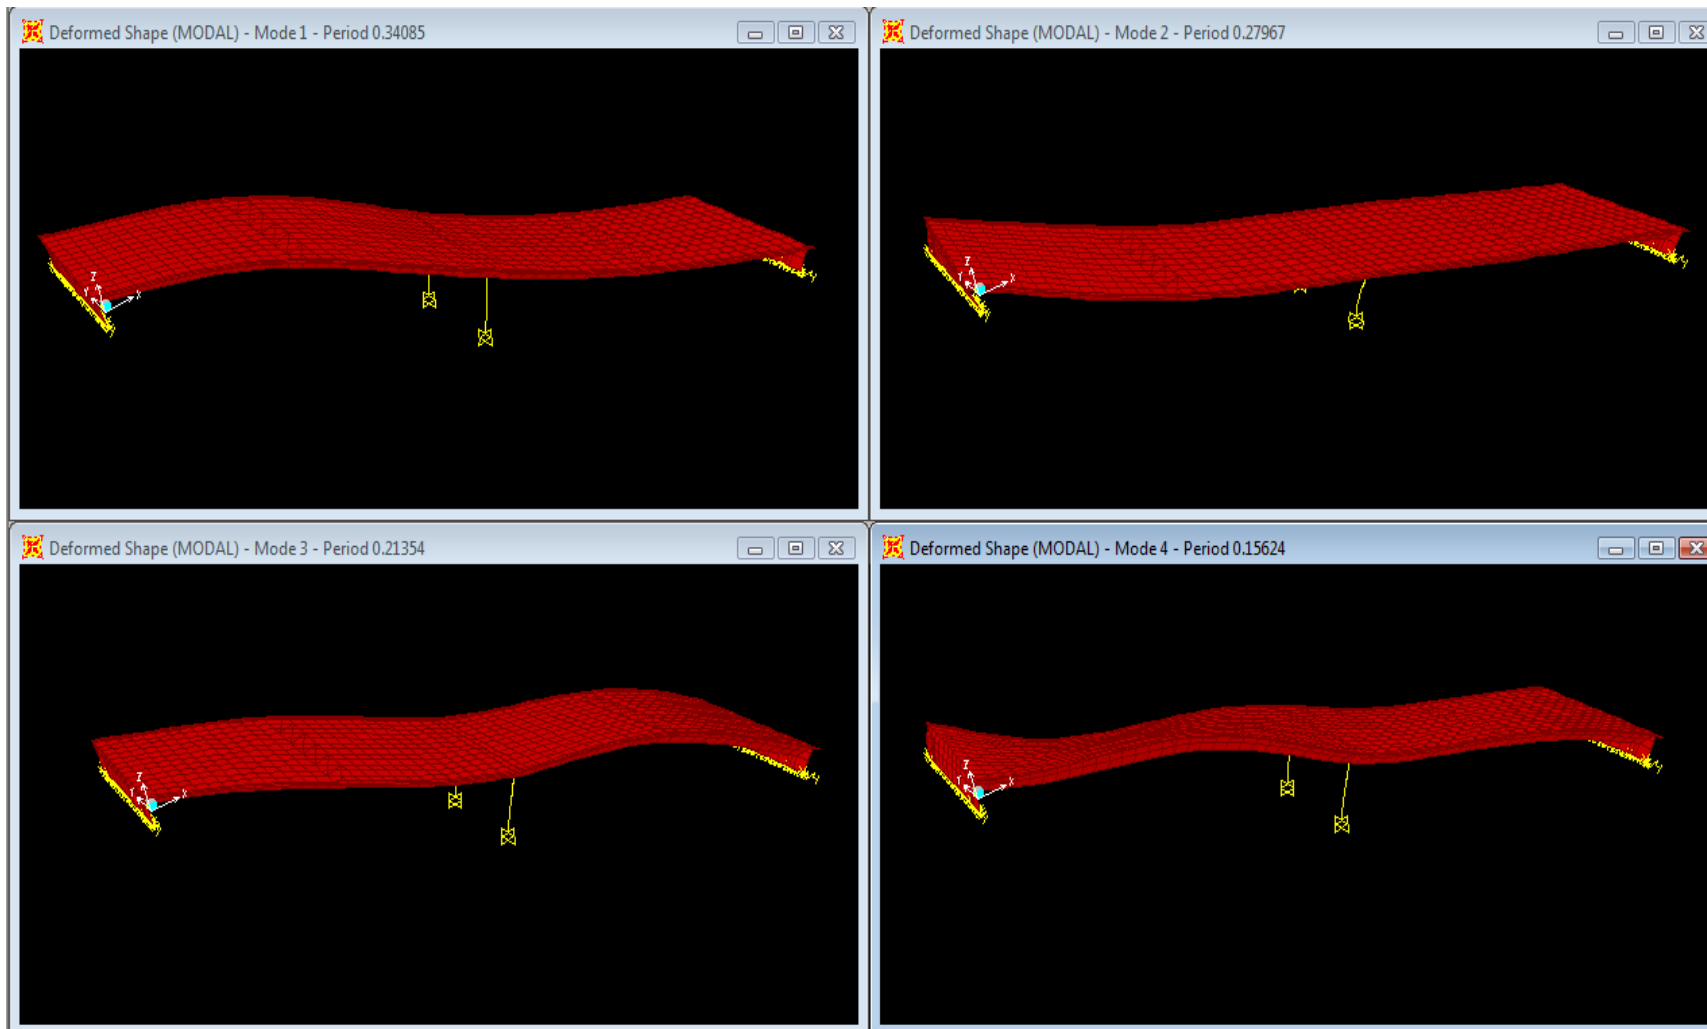 Deformed Shape (MODAL) - Mode 1 - Period 0.34085
Deformed Shape (MODAL) - Mode 2 - Period 0.27967
Z
Y
X
Z
Y
X
Deformed Shape (MODAL) - Mode 3 - Period 0.21354
Deformed Shape (MODAL) - Mode 4 - Period 0.15624
Z
Y
X
Z
Y
X